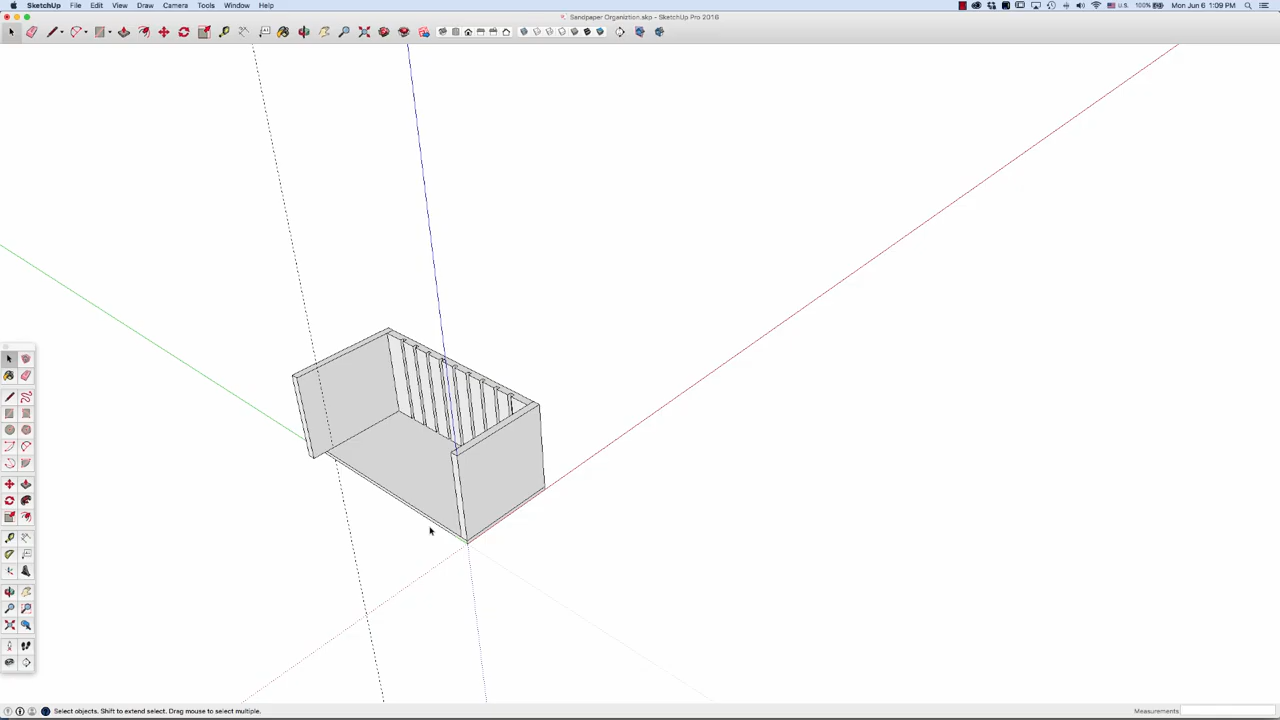 SketchUp File Edit View Draw Camera Tools Window Help U.S. 100% Mon Jun 6 1:09 PM
Sandpaper Organiztion.skp - SketchUp Pro 2016
Select objects. Shift to extend select. Drag mouse to select multiple. Measurements